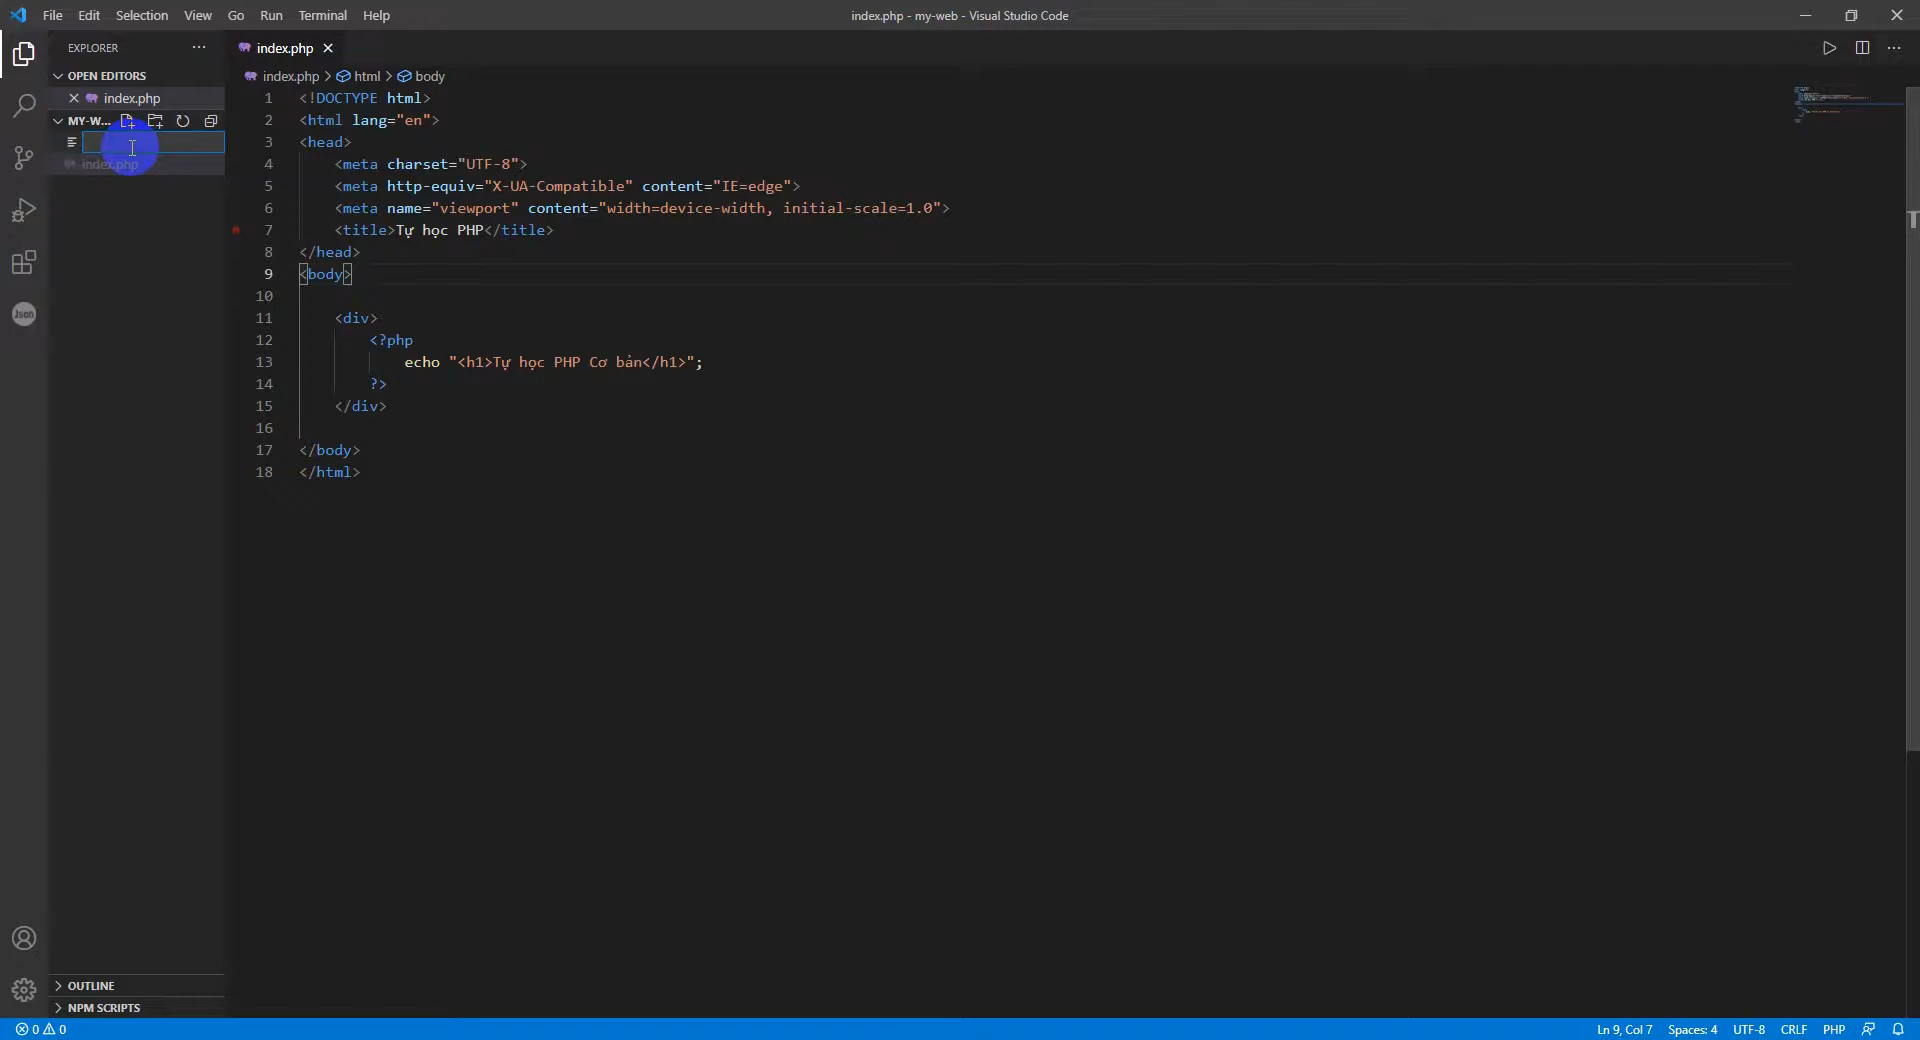 File Edit Selection View Go Run Terminal Help
index.php - my-web - Visual Studio Code
EXPLORER
OPEN EDITORS
index.php
MY-W...
index.php
OUTLINE
NPM SCRIPTS
Json
index.php
index.php > html > body
1 <!DOCTYPE html>
2 <html lang="en">
3 <head>
4 <meta charset="UTF-8">
5 <meta http-equiv="X-UA-Compatible" content="IE=edge">
6 <meta name="viewport" content="width=device-width, initial-scale=1.0">
7 <title>Tự học PHP</title>
8 </head>
9 <body>
10
11 <div>
12 <?php
13 echo "<h1>Tự học PHP Cơ bản</h1>";
14 ?>
15 </div>
16
17 </body>
18 </html>
0 0
Ln 9, Col 7 Spaces: 4 UTF-8 CRLF PHP